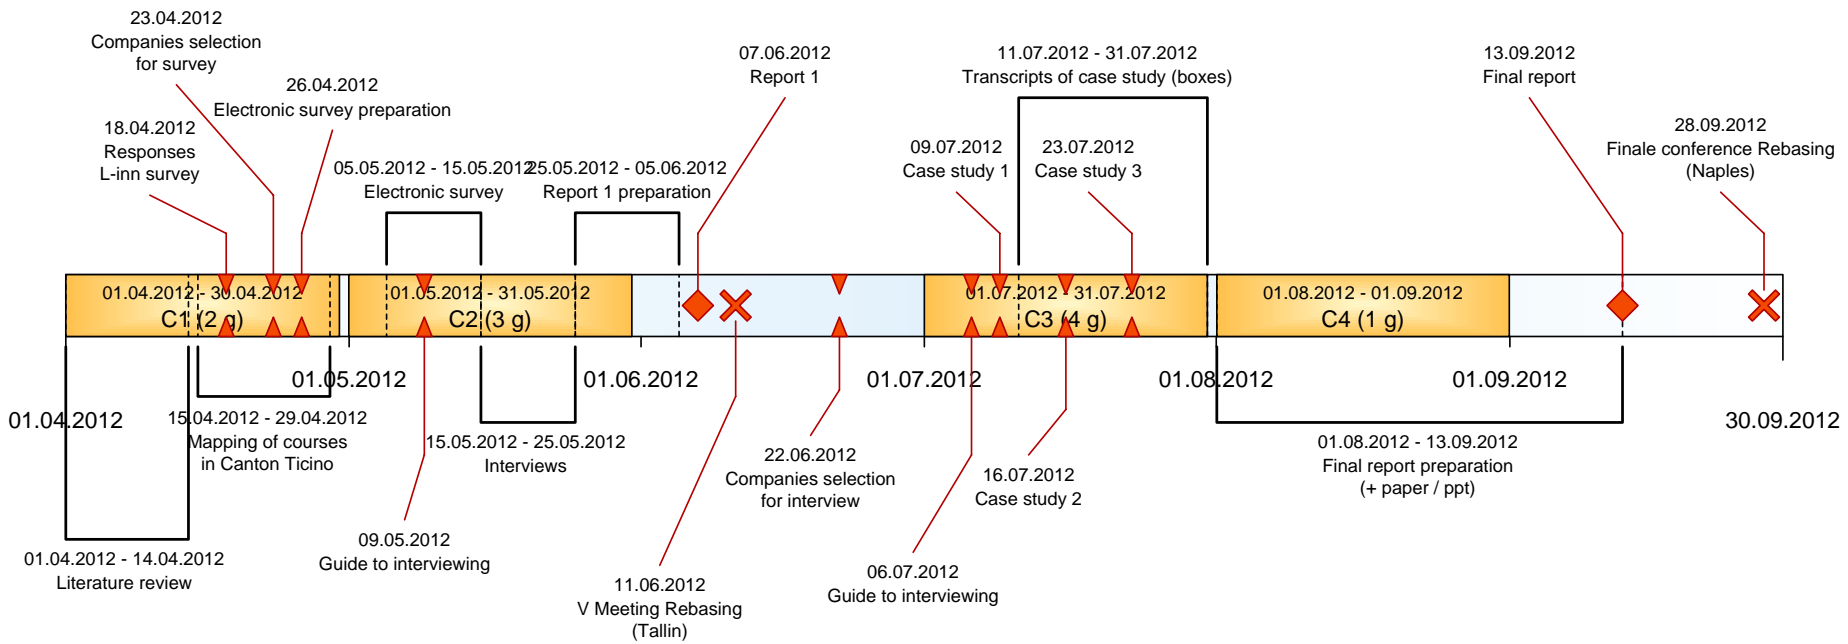 23.04.2012
Companies selection
for survey
26.04.2012
Electronic survey preparation
18.04.2012
Responses
L-inn survey
05.05.2012 - 15.05.2012
Electronic survey
25.05.2012 - 05.06.2012
Report 1 preparation
07.06.2012
Report 1
11.07.2012 - 31.07.2012
Transcripts of case study (boxes)
09.07.2012
Case study 1
23.07.2012
Case study 3
13.09.2012
Final report
28.09.2012
Finale conference Rebasing
(Naples)
01.04.2012 - 30.04.2012
C1 (2 g)
01.05.2012 - 31.05.2012
C2 (3 g)
01.07.2012 - 31.07.2012
C3 (4 g)
01.08.2012 - 01.09.2012
C4 (1 g)
01.04.2012
01.05.2012
01.06.2012
01.07.2012
01.08.2012
01.09.2012
30.09.2012
15.04.2012 - 29.04.2012
Mapping of courses
in Canton Ticino
01.04.2012 - 14.04.2012
Literature review
09.05.2012
Guide to interviewing
15.05.2012 - 25.05.2012
Interviews
11.06.2012
V Meeting Rebasing
(Tallin)
22.06.2012
Companies selection
for interview
06.07.2012
Guide to interviewing
16.07.2012
Case study 2
01.08.2012 - 13.09.2012
Final report preparation
(+ paper / ppt)